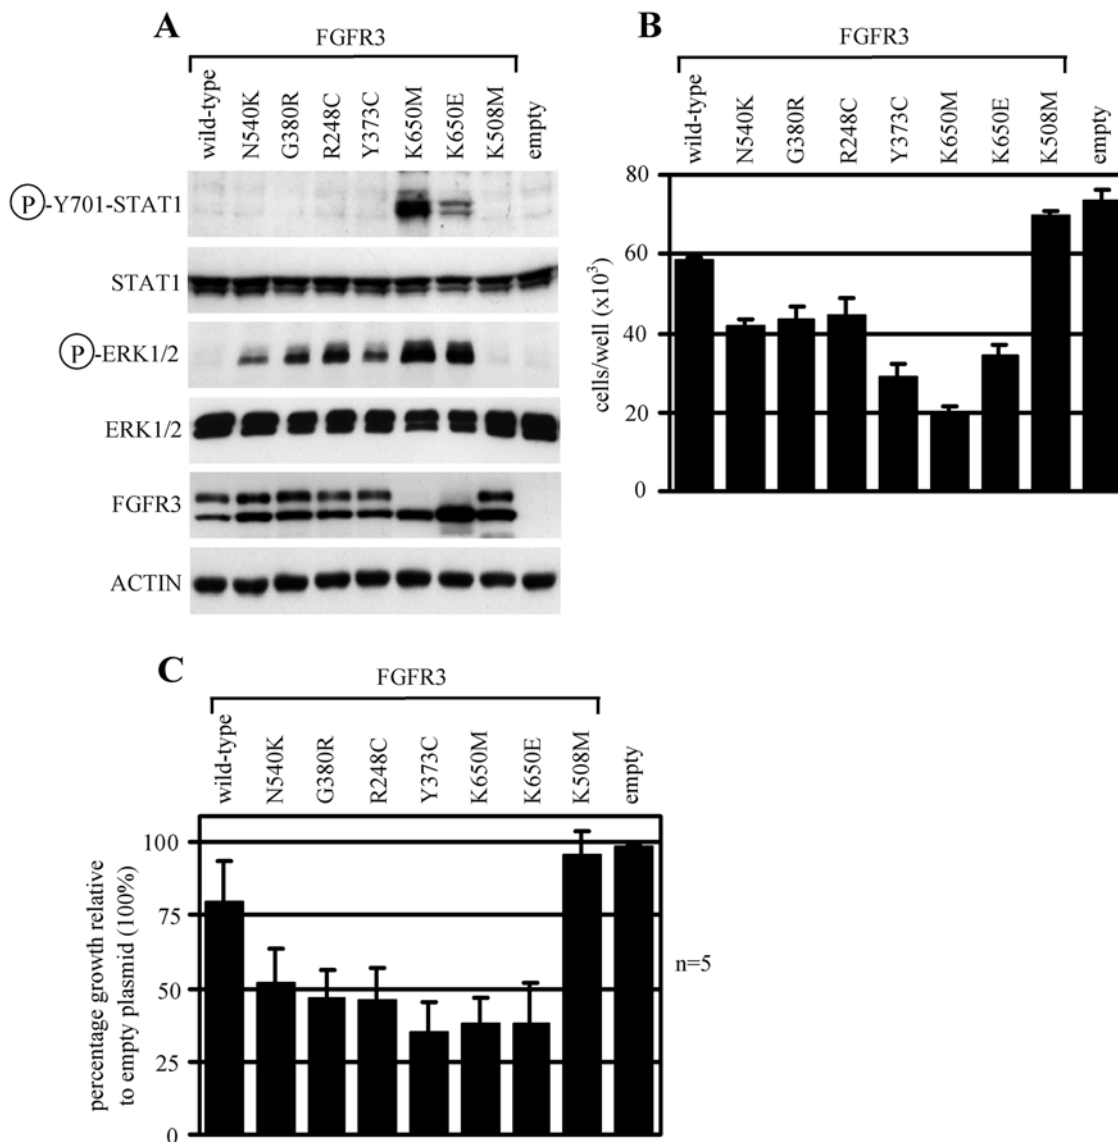 A
FGFR3
wild-type
N540K
G380R
R248C
Y373C
K650M
K650E
K508M
empty
P-Y701-STAT1
STAT1
P-ERK1/2
ERK1/2
FGFR3
ACTIN
B
FGFR3
wild-type
N540K
G380R
R248C
Y373C
K650M
K650E
K508M
empty
cells/well (x10³)
80
60
40
20
0
C
FGFR3
wild-type
N540K
G380R
R248C
Y373C
K650M
K650E
K508M
empty
percentage growth relative
to empty plasmid (100%)
100
75
50
25
0
n=5